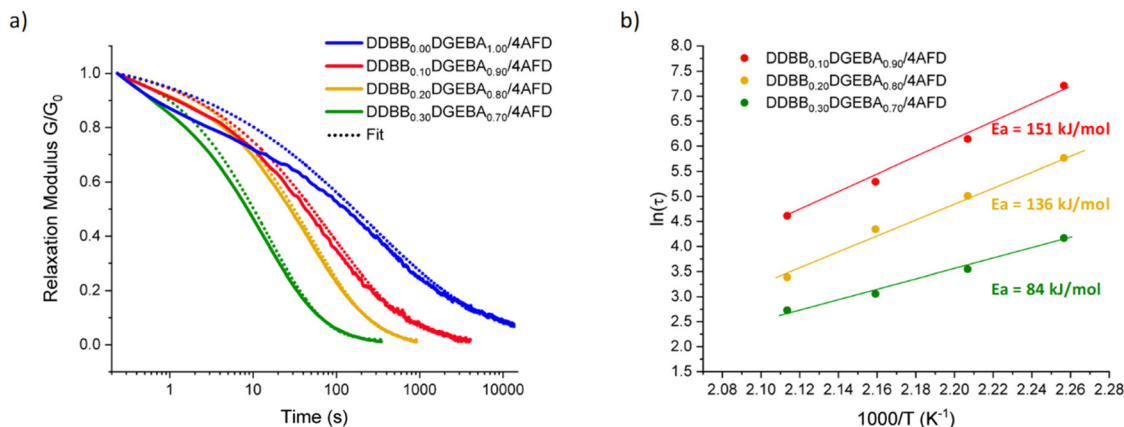 a)
DDBB0.00DGEBA1.00/4AFD
DDBB0.10DGEBA0.90/4AFD
DDBB0.20DGEBA0.80/4AFD
DDBB0.30DGEBA0.70/4AFD
Fit
Relaxation Modulus G/G0
1.0
0.8
0.6
0.4
0.2
0.0
1
10
100
1000
10000
Time (s)
b)
DDBB0.10DGEBA0.90/4AFD
DDBB0.20DGEBA0.80/4AFD
DDBB0.30DGEBA0.70/4AFD
ln(τ)
8.0
7.5
7.0
6.5
6.0
5.5
5.0
4.5
4.0
3.5
3.0
2.5
2.0
1.5
Ea = 151 kJ/mol
Ea = 136 kJ/mol
Ea = 84 kJ/mol
2.08 2.10 2.12 2.14 2.16 2.18 2.20 2.22 2.24 2.26 2.28
1000/T (K-1)